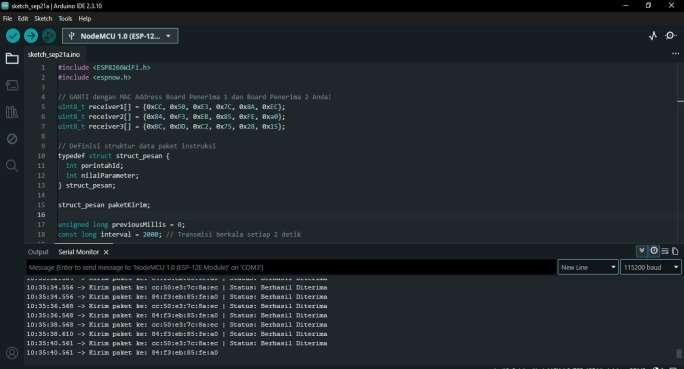 sketch_sep21a | Arduino IDE 2.3.10
File Edit Sketch Tools Help
NodeMCU 1.0 (ESP-12...
sketch_sep21a.ino
1 #include <ESP8266WiFi.h>
2 #include <espnow.h>
3
4 // GANTI dengan MAC Address Board Penerima 1 dan Board Penerima 2 Anda!
5 uint8_t receiver1[] = {0xCC, 0x50, 0xE3, 0x7C, 0x8A, 0xEC};
6 uint8_t receiver2[] = {0x84, 0xF3, 0xEB, 0x85, 0xFE, 0xa0};
7 uint8_t receiver3[] = {0xBC, 0xDD, 0xC2, 0x75, 0x28, 0x15};
8
9 // Definisi struktur data paket instruksi
10 typedef struct struct_pesan {
11 int perintahId;
12 int nilaiParameter;
13 } struct_pesan;
14
15 struct_pesan paketKirim;
16
17 unsigned long previousMillis = 0;
18 const long interval = 2000; // Transmisi berkala setiap 2 detik
Output Serial Monitor
Message (Enter to send message to 'NodeMCU 1.0 (ESP-12E Module)' on 'COM3')
New Line
115200 baud
10:35:34.556 -> Kirim paket ke: cc:50:e3:7c:8a:ec | Status: Berhasil Diterima
10:35:34.556 -> Kirim paket ke: 84:f3:eb:85:fe:a0 | Status: Berhasil Diterima
10:35:36.568 -> Kirim paket ke: cc:50:e3:7c:8a:ec | Status: Berhasil Diterima
10:35:36.568 -> Kirim paket ke: 84:f3:eb:85:fe:a0 | Status: Berhasil Diterima
10:35:38.568 -> Kirim paket ke: cc:50:e3:7c:8a:ec | Status: Berhasil Diterima
10:35:38.610 -> Kirim paket ke: 84:f3:eb:85:fe:a0 | Status: Berhasil Diterima
10:35:40.561 -> Kirim paket ke: cc:50:e3:7c:8a:ec | Status: Berhasil Diterima
10:35:40.561 -> Kirim paket ke: 84:f3:eb:85:fe:a0